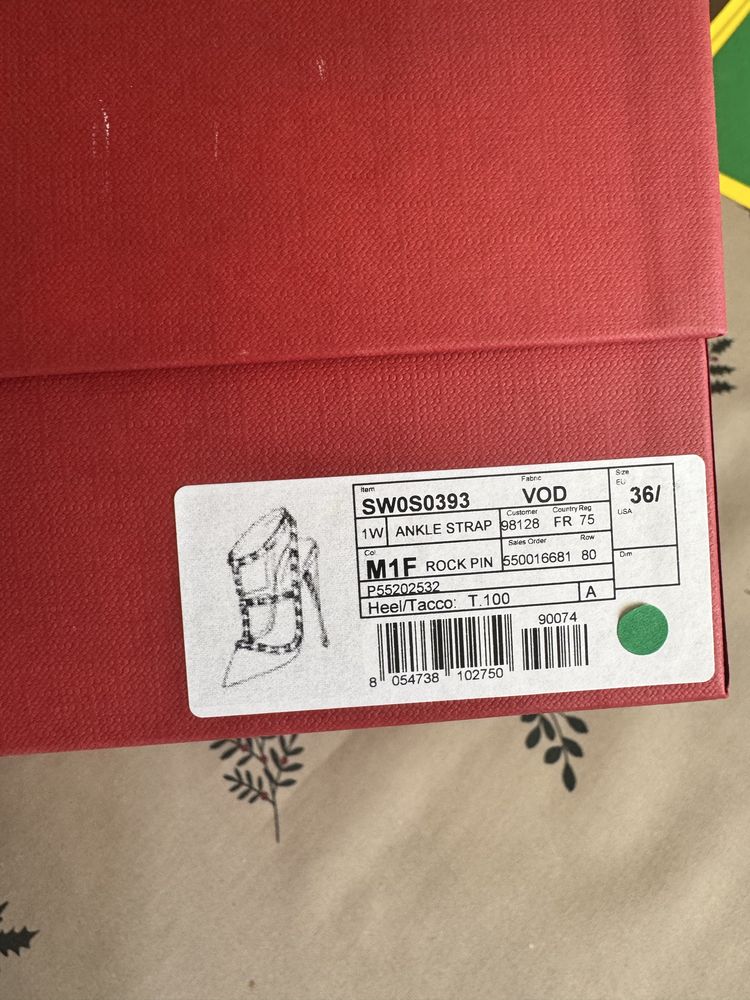 Item
SW0S0393
Fabric
VOD
Size
EU
36/
USA
1W ANKLE STRAP
Customer
98128
Country Reg
FR 75
Col
M1F ROCK PIN
Sales Order
550016681
Row
80
Dim
P55202532
Heel/Tacco: T.100
A
90074
8 054738 102750